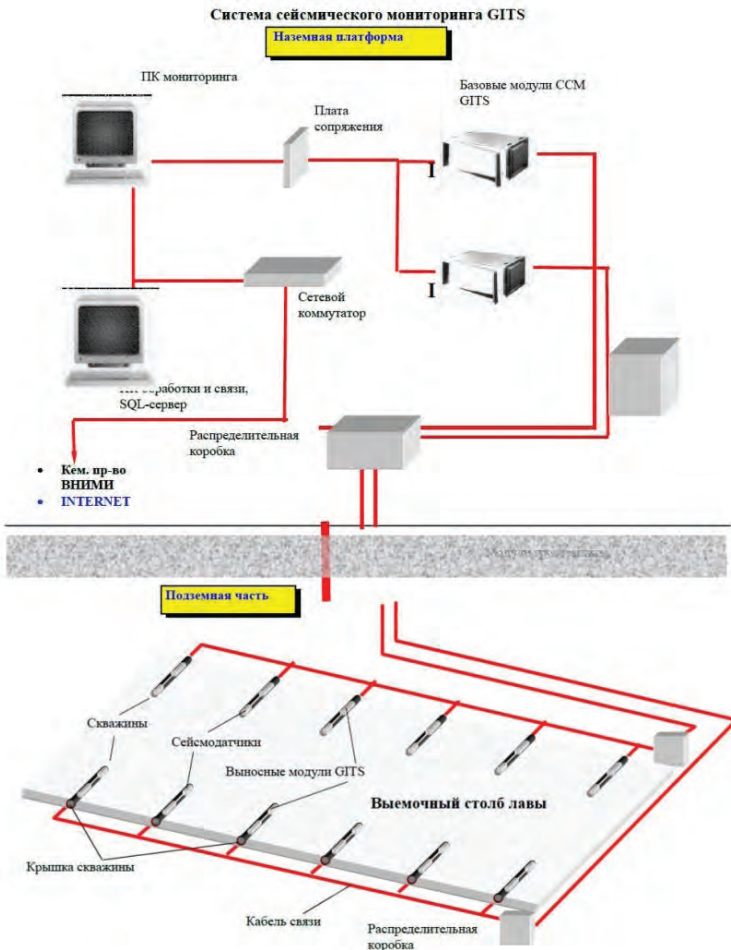 Система сейсмического мониторинга GITS
Наземная платформа
ПК мониторинга
Плата
сопряжения
Базовые модули ССМ
GITS
Сетевой
коммутатор
обработки и связи,
SQL-сервер
Распределительная
коробка
• Кем. пр-во
ВНИМИ
• INTERNET
Подземная часть
Скважины
Сейсмодатчики
Выносные модули GITS
Выемочный столб лавы
Крышка скважины
Кабель связи
Распределительная
коробка